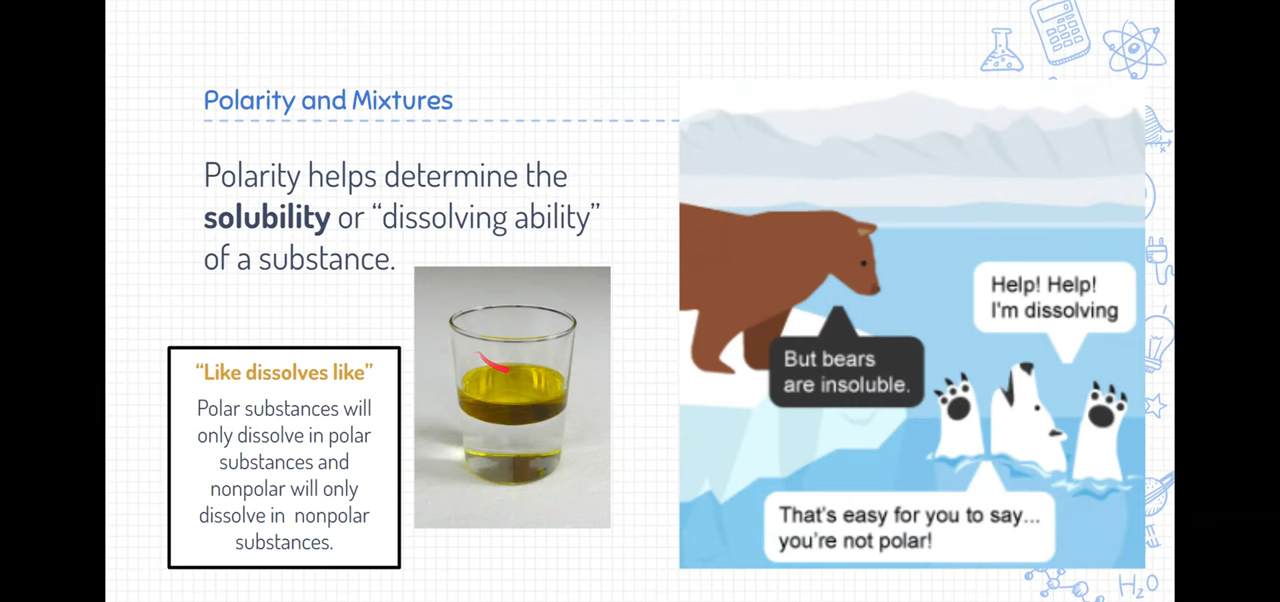 Polarity and Mixtures
Polarity helps determine the
solubility or “dissolving ability”
of a substance.
“Like dissolves like”
Polar substances will
only dissolve in polar
substances and
nonpolar will only
dissolve in nonpolar
substances.
Help! Help!
I'm dissolving
But bears
are insoluble.
That's easy for you to say...
you're not polar!
H₂O